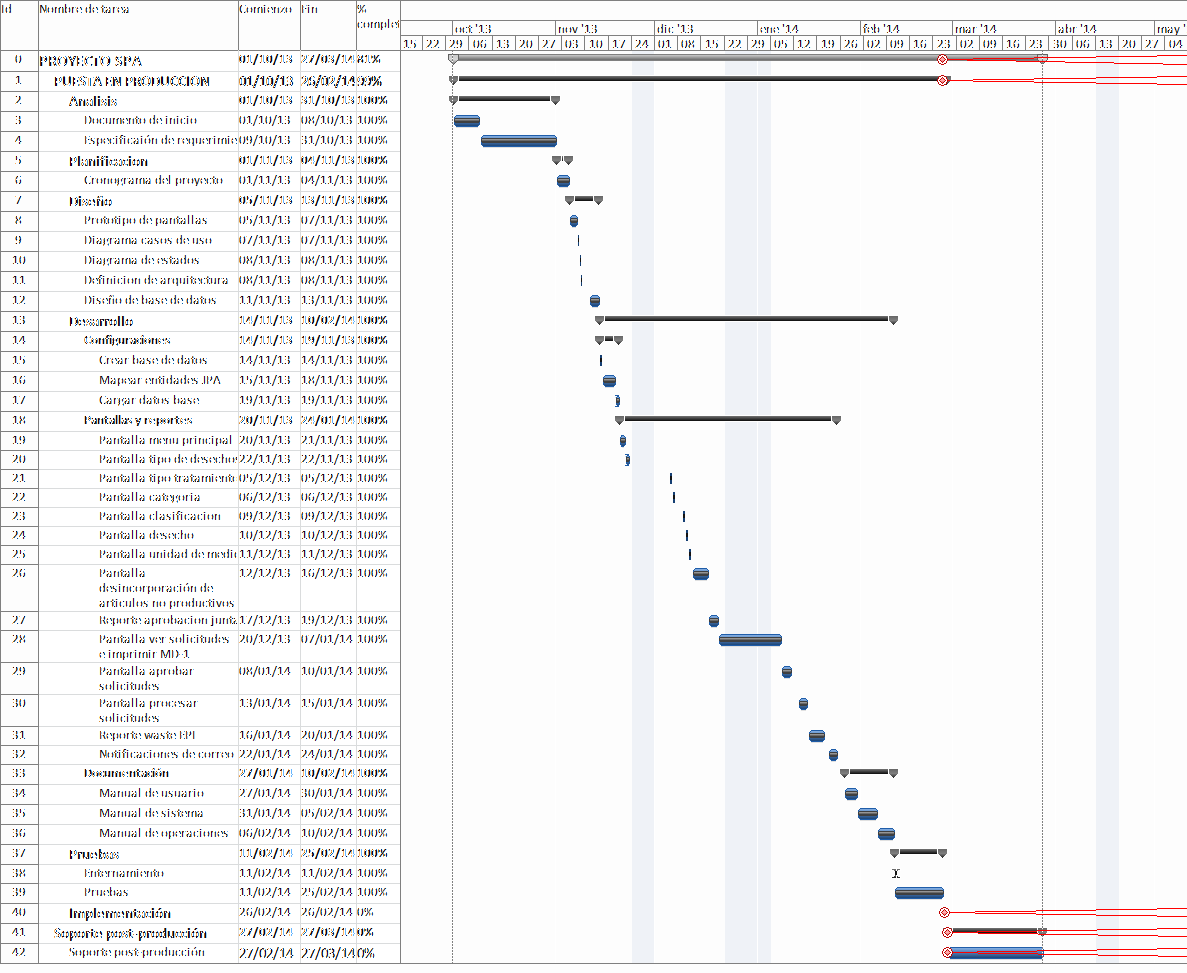 Id Nombre de tarea Comienzo Fin %
complet
oct '13 nov '13 dic '13 ene '14 feb '14 mar '14 abr '14 may '
15 22 29 06 13 20 27 03 10 17 24 01 08 15 22 29 05 12 19 26 02 09 16 23 02 09 16 23 30 06 13 20 27 04
0 PROYECTO SPA 01/10/13 27/03/14 81%
1 PUESTA EN PRODUCCION 01/10/13 26/02/14 99%
2 Analisis 01/10/13 31/10/13 100%
3 Documento de inicio 01/10/13 08/10/13 100%
4 Especificaión de requerimie 09/10/13 31/10/13 100%
5 Planificacion 01/11/13 04/11/13 100%
6 Cronograma del proyecto 01/11/13 04/11/13 100%
7 Diseño 05/11/13 13/11/13 100%
8 Prototipo de pantallas 05/11/13 07/11/13 100%
9 Diagrama casos de uso 07/11/13 07/11/13 100%
10 Diagrama de estados 08/11/13 08/11/13 100%
11 Definicion de arquitectura 08/11/13 08/11/13 100%
12 Diseño de base de datos 11/11/13 13/11/13 100%
13 Desarrollo 14/11/13 10/02/14 100%
14 Configuraciones 14/11/13 19/11/13 100%
15 Crear base de datos 14/11/13 14/11/13 100%
16 Mapear entidades JPA 15/11/13 18/11/13 100%
17 Cargar datos base 19/11/13 19/11/13 100%
18 Pantallas y reportes 20/11/13 24/01/14 100%
19 Pantalla menu principal 20/11/13 21/11/13 100%
20 Pantalla tipo de desechos 22/11/13 22/11/13 100%
21 Pantalla tipo tratamiento 05/12/13 05/12/13 100%
22 Pantalla categoria 06/12/13 06/12/13 100%
23 Pantalla clasificacion 09/12/13 09/12/13 100%
24 Pantalla desecho 10/12/13 10/12/13 100%
25 Pantalla unidad de medi 11/12/13 11/12/13 100%
26 Pantalla 12/12/13 16/12/13 100%
desincorporación de
articulos no productivos
27 Reporte aprobacion junta 17/12/13 19/12/13 100%
28 Pantalla ver solicitudes 20/12/13 07/01/14 100%
e imprimir MD-1
29 Pantalla aprobar 08/01/14 10/01/14 100%
solicitudes
30 Pantalla procesar 13/01/14 15/01/14 100%
solicitudes
31 Reporte waste EPI 16/01/14 20/01/14 100%
32 Notificaciones de correo 22/01/14 24/01/14 100%
33 Documentación 27/01/14 10/02/14 100%
34 Manual de usuario 27/01/14 30/01/14 100%
35 Manual de sistema 31/01/14 05/02/14 100%
36 Manual de operaciones 06/02/14 10/02/14 100%
37 Pruebas 11/02/14 25/02/14 100%
38 Enternamiento 11/02/14 11/02/14 100%
39 Pruebas 11/02/14 25/02/14 100%
40 Implementación 26/02/14 26/02/14 0%
41 Soporte post-producción 27/02/14 27/03/14 0%
42 Soporte post-producción 27/02/14 27/03/14 0%